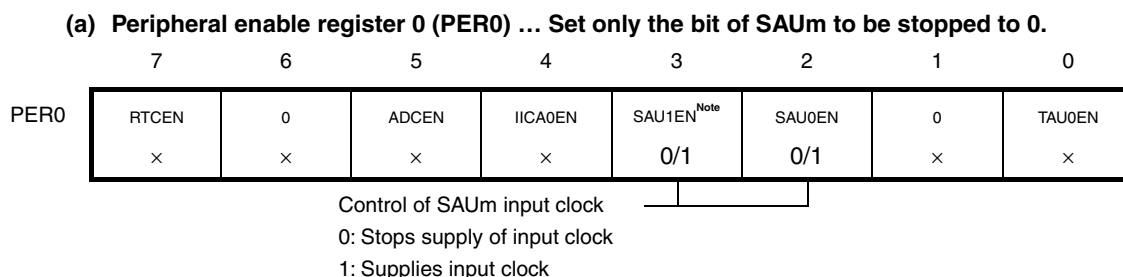 (a) Peripheral enable register 0 (PER0) … Set only the bit of SAUm to be stopped to 0.
7 6 5 4 3 2 1 0
PER0 RTCEN 0 ADCEN IICA0EN SAU1EN Note SAU0EN 0 TAU0EN
× × × × 0/1 0/1 × ×
Control of SAUm input clock
0: Stops supply of input clock
1: Supplies input clock